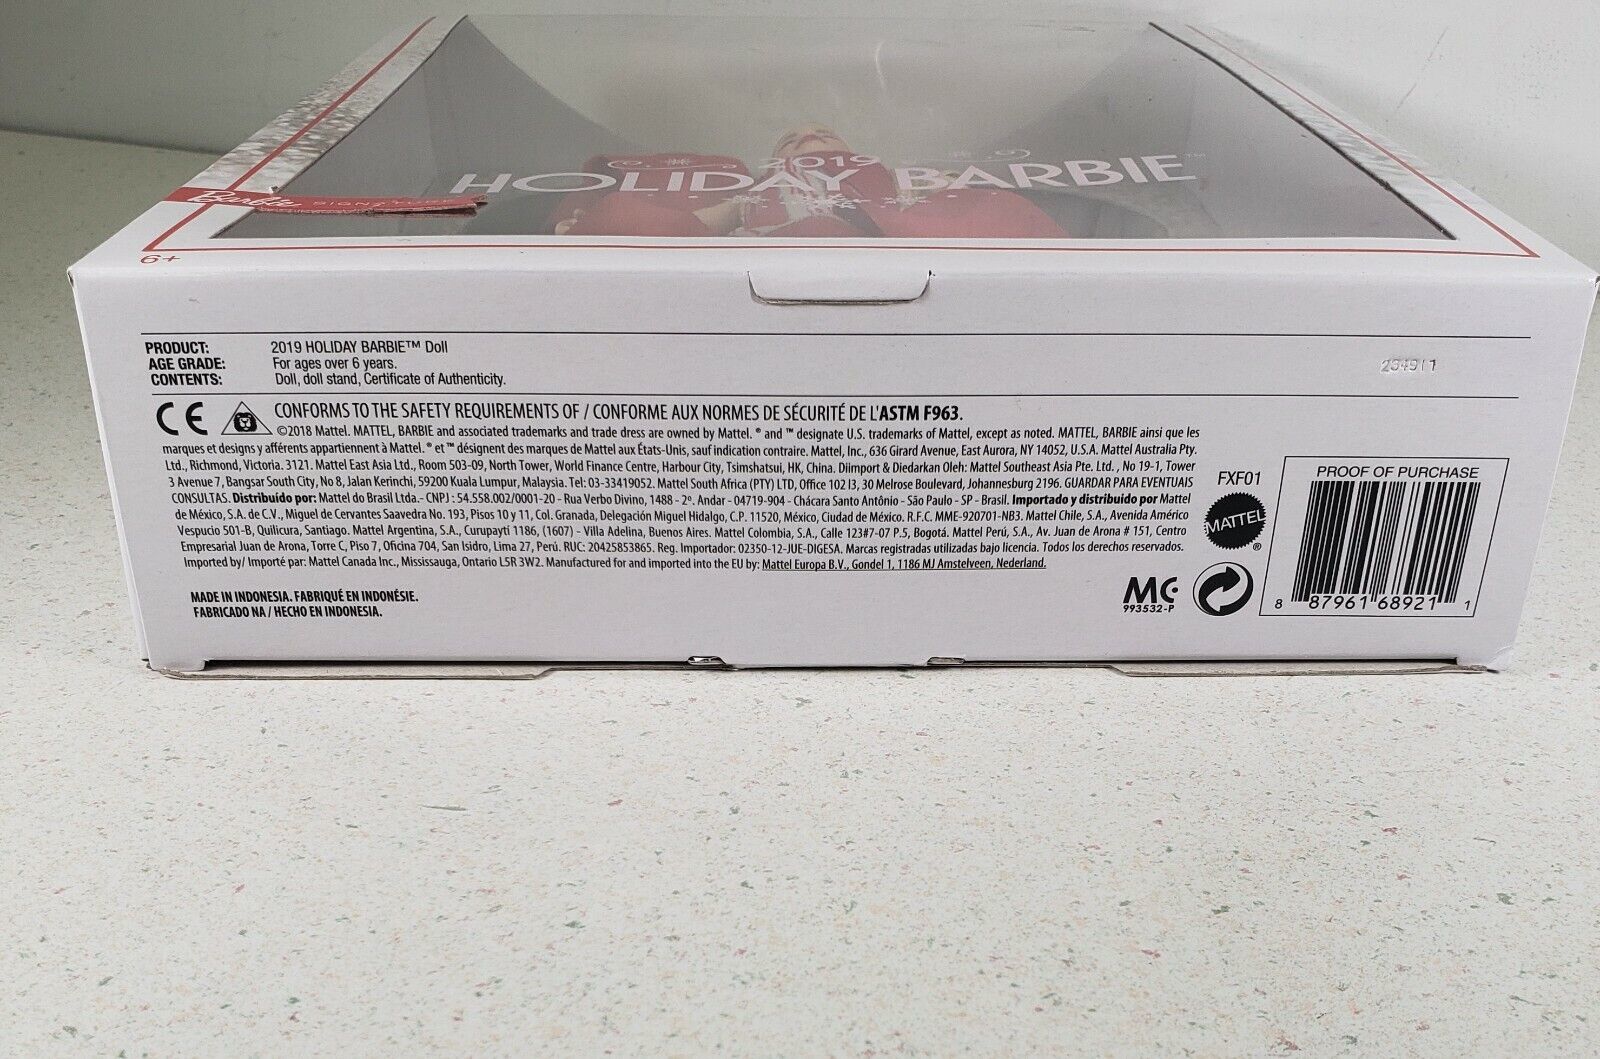 2019
HOLIDAY BARBIE™
Barbie SIGNATURE
6+
PRODUCT: 2019 HOLIDAY BARBIE™ Doll
AGE GRADE: For ages over 6 years.
CONTENTS: Doll, doll stand, Certificate of Authenticity.
234911
CE CONFORMS TO THE SAFETY REQUIREMENTS OF / CONFORME AUX NORMES DE SÉCURITÉ DE L'ASTM F963.
©2018 Mattel. MATTEL, BARBIE and associated trademarks and trade dress are owned by Mattel. ® and ™ designate U.S. trademarks of Mattel, except as noted. MATTEL, BARBIE ainsi que les
marques et designs y afférents appartiennent à Mattel. ® et ™ désignent des marques de Mattel aux États-Unis, sauf indication contraire. Mattel, Inc., 636 Girard Avenue, East Aurora, NY 14052, U.S.A. Mattel Australia Pty.
Ltd., Richmond, Victoria. 3121. Mattel East Asia Ltd., Room 503-09, North Tower, World Finance Centre, Harbour City, Tsimshatsui, HK, China. Diimport & Diedarkan Oleh: Mattel Southeast Asia Pte. Ltd. , No 19-1, Tower
3 Avenue 7, Bangsar South City, No 8, Jalan Kerinchi, 59200 Kuala Lumpur, Malaysia. Tel: 03-33419052. Mattel South Africa (PTY) LTD, Office 102 I3, 30 Melrose Boulevard, Johannesburg 2196. GUARDAR PARA EVENTUAIS
CONSULTAS. Distribuído por: Mattel do Brasil Ltda.- CNPJ : 54.558.002/0001-20 - Rua Verbo Divino, 1488 - 2º. Andar - 04719-904 - Chácara Santo Antônio - São Paulo - SP - Brasil. Importado y distribuido por Mattel
de México, S.A. de C.V., Miguel de Cervantes Saavedra No. 193, Pisos 10 y 11, Col. Granada, Delegación Miguel Hidalgo, C.P. 11520, México, Ciudad de México. R.F.C. MME-920701-NB3. Mattel Chile, S.A., Avenida Américo
Vespucio 501-B, Quilicura, Santiago. Mattel Argentina, S.A., Curupaytí 1186, (1607) - Villa Adelina, Buenos Aires. Mattel Colombia, S.A., Calle 123#7-07 P.5, Bogotá. Mattel Perú, S.A., Av. Juan de Arona # 151, Centro
Empresarial Juan de Arona, Torre C, Piso 7, Oficina 704, San Isidro, Lima 27, Perú. RUC: 20425853865. Reg. Importador: 02350-12-JUE-DIGESA. Marcas registradas utilizadas bajo licencia. Todos los derechos reservados.
Imported by/ Importé par: Mattel Canada Inc., Mississauga, Ontario L5R 3W2. Manufactured for and imported into the EU by: Mattel Europa B.V., Gondel 1, 1186 MJ Amstelveen, Nederland.
MADE IN INDONESIA. FABRIQUÉ EN INDONÉSIE.
FABRICADO NA / HECHO EN INDONESIA.
FXF01
MATTEL
®
MC
993532-P
PROOF OF PURCHASE
8 87961 68921 1